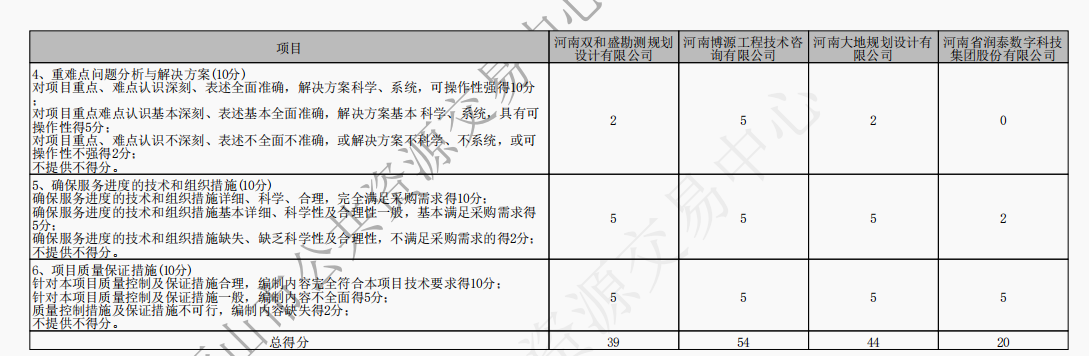 项目
河南双和盛勘测规划
设计有限公司
河南博源工程技术咨
询有限公司
河南大地规划设计有
限公司
河南省润泰数字科技
集团股份有限公司
4、重难点问题分析与解决方案(10分)
对项目重点、难点认识深刻、表述全面准确，解决方案科学、系统，可操作性强得10分
；
对项目重点难点认识基本深刻、表述基本全面准确，解决方案基本 科学、系统，具有可
操作性得5分；
对项目重点、难点认识不深刻、表述不全面不准确，或解决方案不科学、不系统，或可
操作性不强得2分；
不提供不得分。
2
5
2
0
5、确保服务进度的技术和组织措施(10分)
确保服务进度的技术和组织措施详细、科学、合理，完全满足采购需求得10分；
确保服务进度的技术和组织措施基本详细、科学性及合理性一般，基本满足采购需求得
5分；
确保服务进度的技术和组织措施缺失、缺乏科学性及合理性，不满足采购需求的得2分；
不提供不得分。
5
5
5
2
6、项目质量保证措施(10分)
针对本项目质量控制及保证措施合理，编制内容完全符合本项目技术要求得10分；
针对本项目质量控制及保证措施一般，编制内容不全面得5分；
质量控制措施及保证措施不可行，编制内容缺失得2分；
不提供不得分。
5
5
5
5
总得分
39
54
44
20
山市公共资源交易中心
资源交易中心